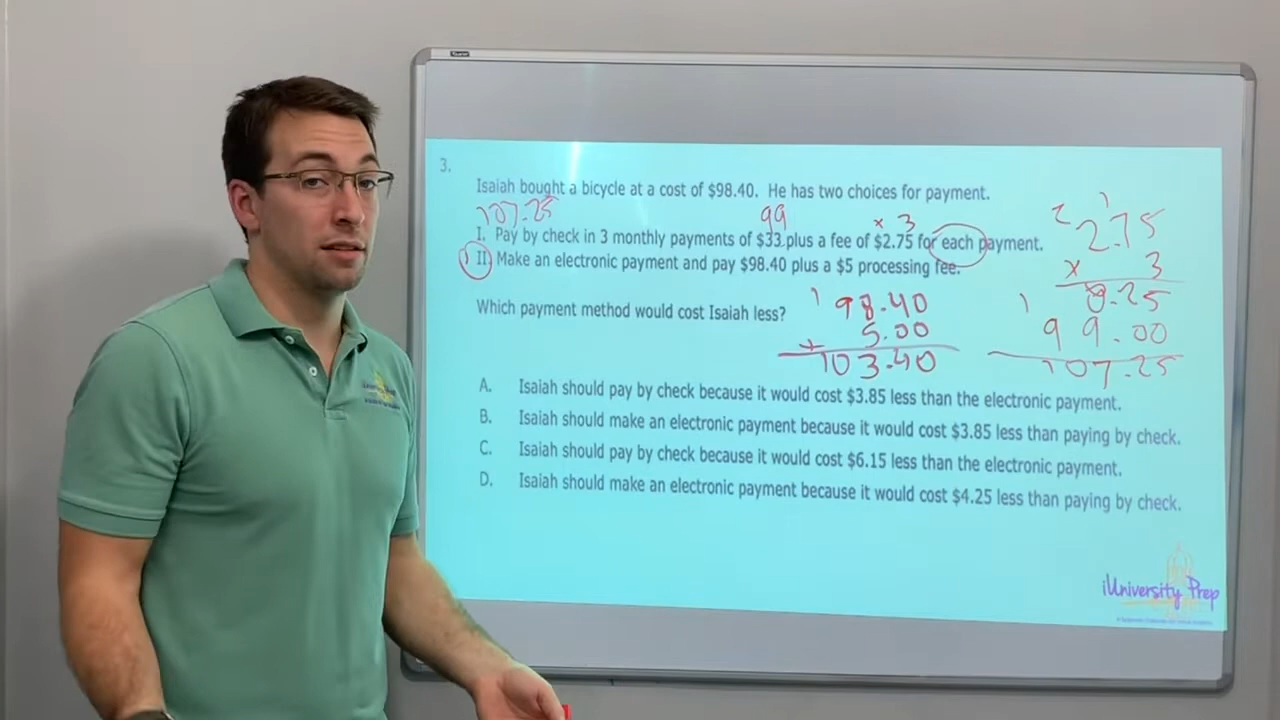 3.
Isaiah bought a bicycle at a cost of $98.40. He has two choices for payment.
107.25 99 × 3
I. Pay by check in 3 monthly payments of $33 plus a fee of $2.75 for each payment.
II. Make an electronic payment and pay $98.40 plus a $5 processing fee.
Which payment method would cost Isaiah less?
1 98.40
+ 5.00
103.40
2 1
2.75
× 3
8.25
1
99.00
107.25
A. Isaiah should pay by check because it would cost $3.85 less than the electronic payment.
B. Isaiah should make an electronic payment because it would cost $3.85 less than paying by check.
C. Isaiah should pay by check because it would cost $6.15 less than the electronic payment.
D. Isaiah should make an electronic payment because it would cost $4.25 less than paying by check.
iUniversity Prep